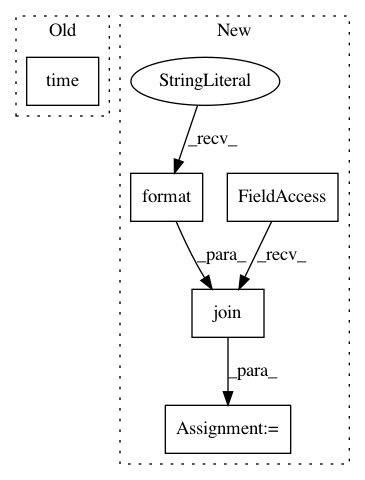 Old
New
time
StringLiteral
_recv_
format
FieldAccess
_para_
_recv_
join
_para_
Assignment:=